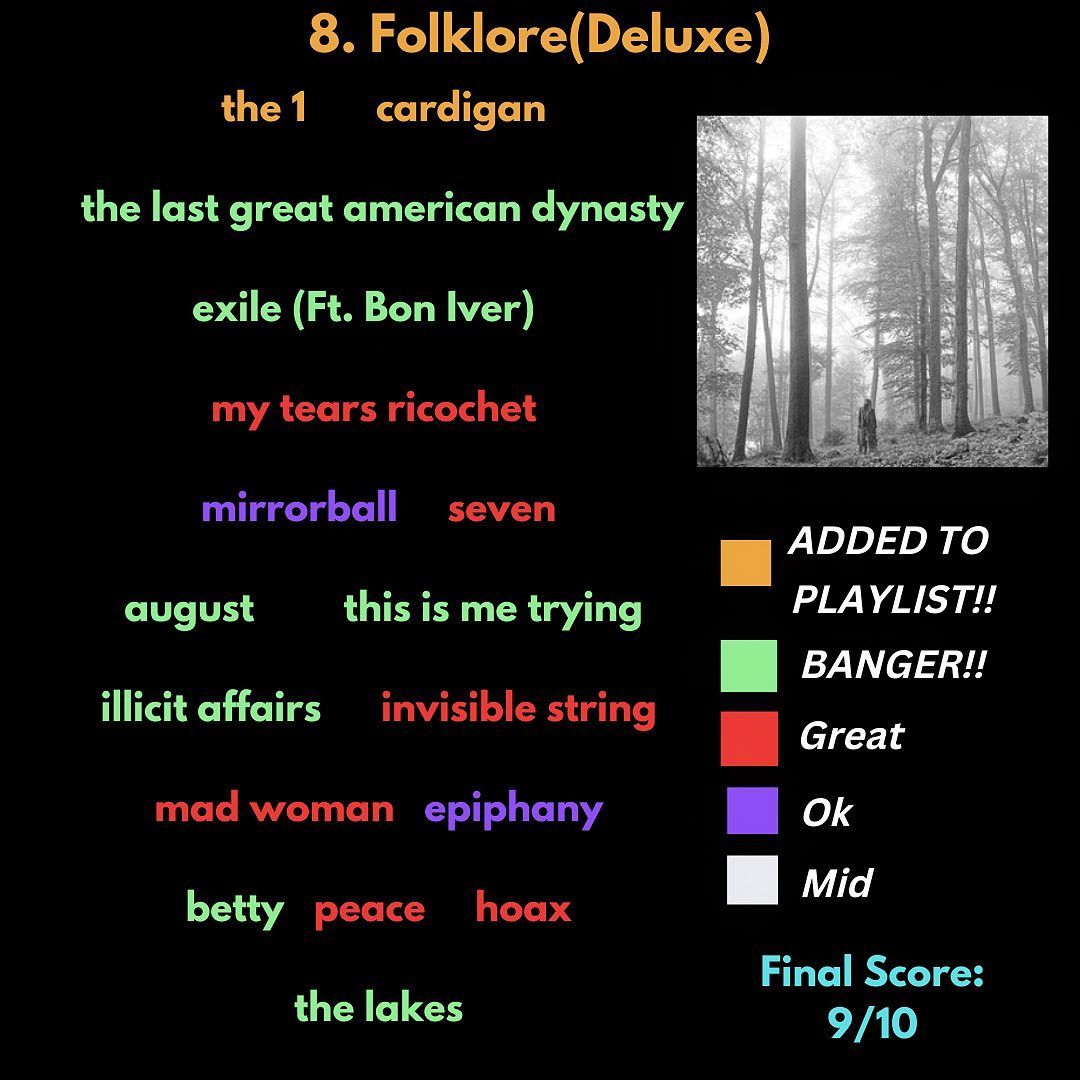 8. Folklore(Deluxe)
the 1 cardigan
the last great american dynasty
exile (Ft. Bon Iver)
my tears ricochet
mirrorball seven
august this is me trying
illicit affairs invisible string
mad woman epiphany
betty peace hoax
the lakes
ADDED TO
PLAYLIST!!
BANGER!!
Great
Ok
Mid
Final Score:
9/10